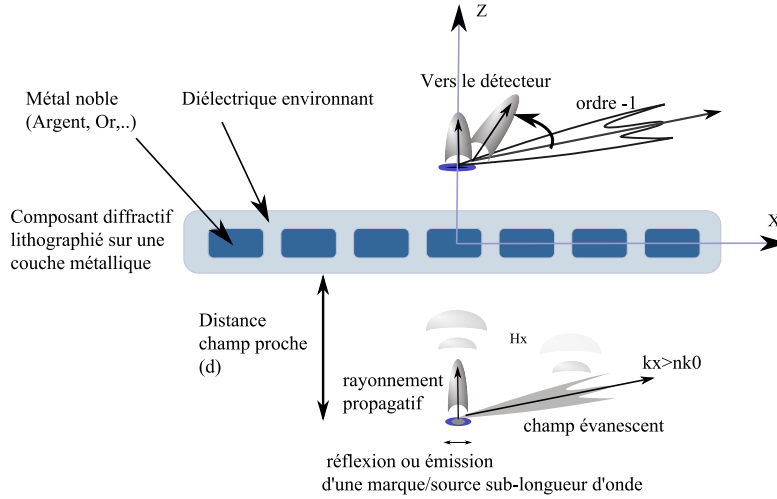 Z
Vers le détecteur
ordre -1
Métal noble
(Argent, Or,..)
Diélectrique environnant
X
Composant diffractif
lithographié sur une
couche métallique
Distance
champ proche
(d)
Hx
kx>nk0
rayonnement
propagatif
champ évanescent
réflexion ou émission
d'une marque/source sub-longueur d'onde